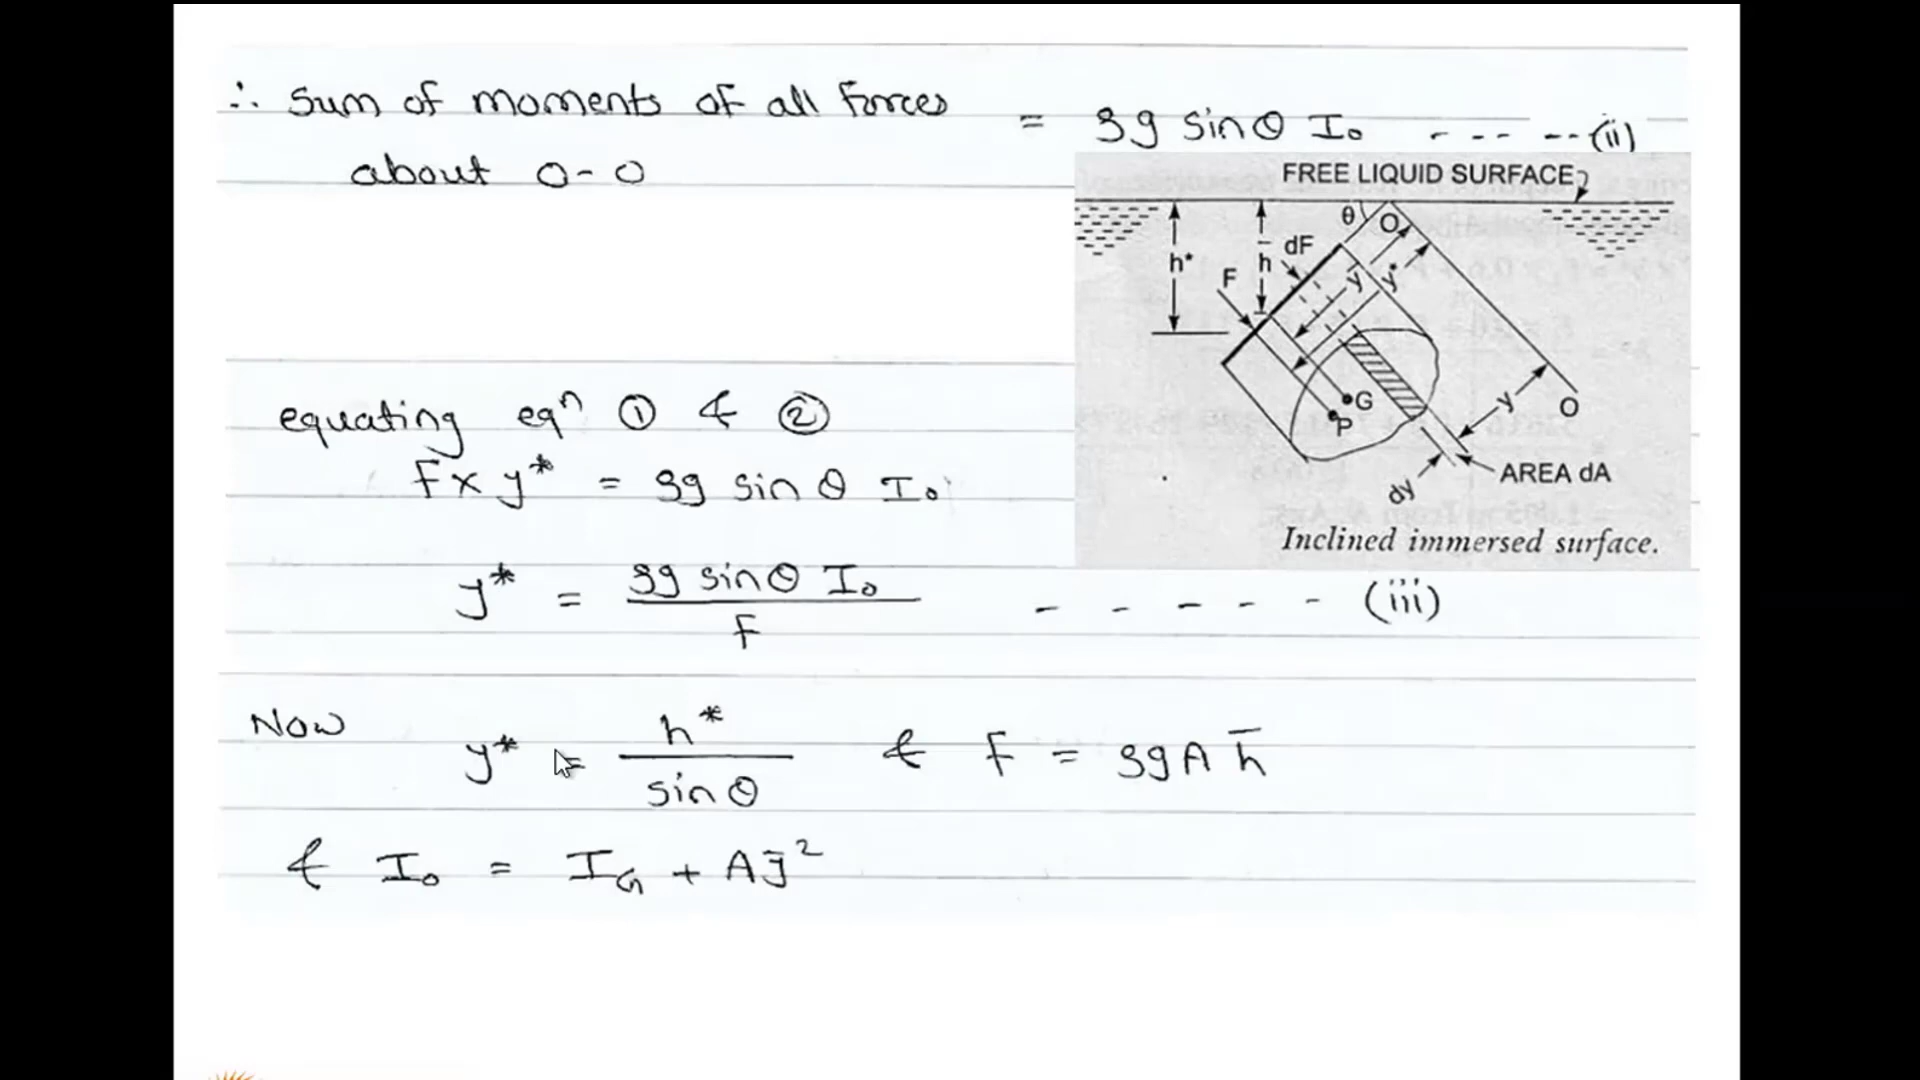 ∴ Sum of moments of all forces
about O-O
= ρg sinθ I₀ - - - - -- (ii)
FREE LIQUID SURFACE
θ O
h* h̄ dF
F ȳ y*
G
P
y O
AREA dA
dy
Inclined immersed surface.
equating eqⁿ ① & ②
F × y* = ρg sin θ I₀
y* = ρg sinθ I₀ - - - - - (iii)
F
Now y* = h* & F = ρgA h̄
sinθ
& I₀ = I_G + Aȳ²